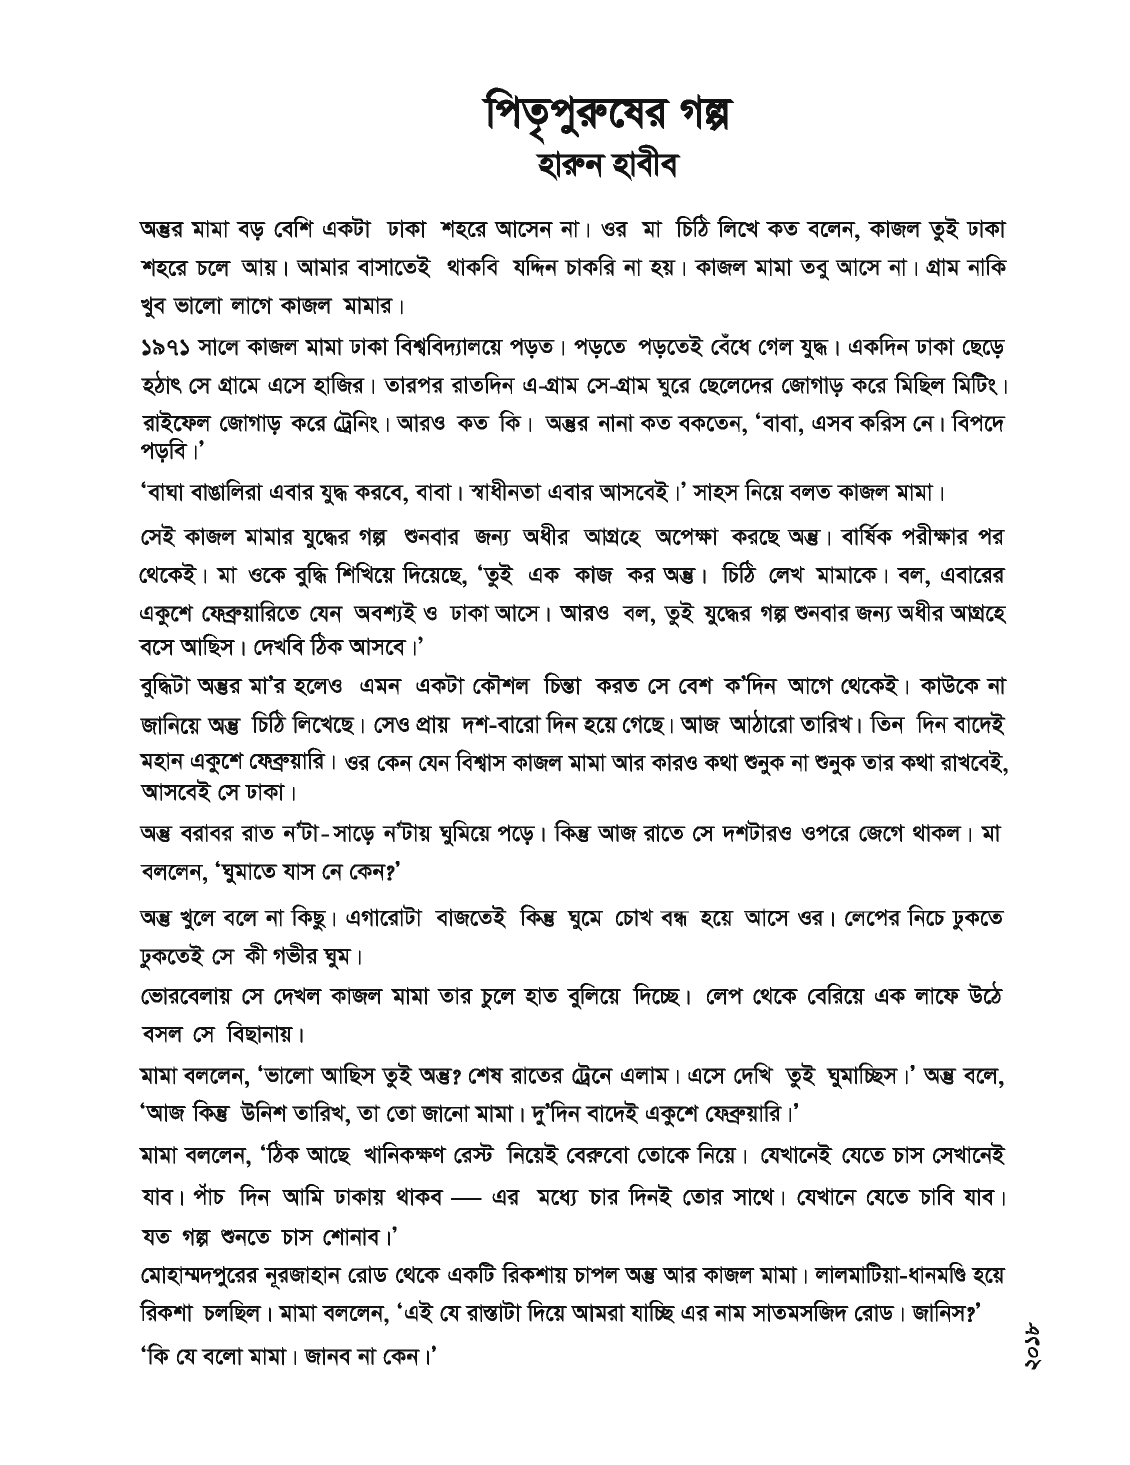 পিতৃপুরুষের গল্প
হারুন হাবীব
অন্তুর মামা বড় বেশি একটা ঢাকা শহরে আসেন না। ওর মা চিঠি লিখে কত বলেন, কাজল তুই ঢাকা
শহরে চলে আয়। আমার বাসাতেই থাকবি যদ্দিন চাকরি না হয়। কাজল মামা তবু আসে না। গ্রাম নাকি
খুব ভালো লাগে কাজল মামার।
১৯৭১ সালে কাজল মামা ঢাকা বিশ্ববিদ্যালয়ে পড়ত। পড়তে পড়তেই বেঁধে গেল যুদ্ধ। একদিন ঢাকা ছেড়ে
হঠাৎ সে গ্রামে এসে হাজির। তারপর রাতদিন এ-গ্রাম সে-গ্রাম ঘুরে ছেলেদের জোগাড় করে মিছিল মিটিং।
রাইফেল জোগাড় করে ট্রেনিং। আরও কত কি। অন্তুর নানা কত বকতেন, ‘বাবা, এসব করিস নে। বিপদে
পড়বি।’
‘বাঘা বাঙালিরা এবার যুদ্ধ করবে, বাবা। স্বাধীনতা এবার আসবেই।’ সাহস নিয়ে বলত কাজল মামা।
সেই কাজল মামার যুদ্ধের গল্প শুনবার জন্য অধীর আগ্রহে অপেক্ষা করছে অন্তু। বার্ষিক পরীক্ষার পর
থেকেই। মা ওকে বুদ্ধি শিখিয়ে দিয়েছে, ‘তুই এক কাজ কর অন্তু। চিঠি লেখ মামাকে। বল, এবারের
একুশে ফেব্রুয়ারিতে যেন অবশ্যই ও ঢাকা আসে। আরও বল, তুই যুদ্ধের গল্প শুনবার জন্য অধীর আগ্রহে
বসে আছিস। দেখবি ঠিক আসবে।’
বুদ্ধিটা অন্তুর মা’র হলেও এমন একটা কৌশল চিন্তা করত সে বেশ ক’দিন আগে থেকেই। কাউকে না
জানিয়ে অন্তু চিঠি লিখেছে। সেও প্রায় দশ-বারো দিন হয়ে গেছে। আজ আঠারো তারিখ। তিন দিন বাদেই
মহান একুশে ফেব্রুয়ারি। ওর কেন যেন বিশ্বাস কাজল মামা আর কারও কথা শুনুক না শুনুক তার কথা রাখবেই,
আসবেই সে ঢাকা।
অন্তু বরাবর রাত ন’টা-সাড়ে ন’টায় ঘুমিয়ে পড়ে। কিন্তু আজ রাতে সে দশটারও ওপরে জেগে থাকল। মা
বললেন, ‘ঘুমাতে যাস নে কেন?’
অন্তু খুলে বলে না কিছু। এগারোটা বাজতেই কিন্তু ঘুমে চোখ বন্ধ হয়ে আসে ওর। লেপের নিচে ঢুকতে
ঢুকতেই সে কী গভীর ঘুম।
ভোরবেলায় সে দেখল কাজল মামা তার চুলে হাত বুলিয়ে দিচ্ছে। লেপ থেকে বেরিয়ে এক লাফে উঠে
বসল সে বিছানায়।
মামা বললেন, ‘ভালো আছিস তুই অন্তু? শেষ রাতের ট্রেনে এলাম। এসে দেখি তুই ঘুমাচ্ছিস।’ অন্তু বলে,
‘আজ কিন্তু উনিশ তারিখ, তা তো জানো মামা। দু’দিন বাদেই একুশে ফেব্রুয়ারি।’
মামা বললেন, ‘ঠিক আছে খানিকক্ষণ রেস্ট নিয়েই বেরুবো তোকে নিয়ে। যেখানেই যেতে চাস সেখানেই
যাব। পাঁচ দিন আমি ঢাকায় থাকব — এর মধ্যে চার দিনই তোর সাথে। যেখানে যেতে চাবি যাব।
যত গল্প শুনতে চাস শোনাব।’
মোহাম্মদপুরের নূরজাহান রোড থেকে একটি রিকশায় চাপল অন্তু আর কাজল মামা। লালমাটিয়া-ধানমণ্ডি হয়ে
রিকশা চলছিল। মামা বললেন, ‘এই যে রাস্তাটা দিয়ে আমরা যাচ্ছি এর নাম সাতমসজিদ রোড। জানিস?’
‘কি যে বলো মামা। জানব না কেন।’
২০১৮